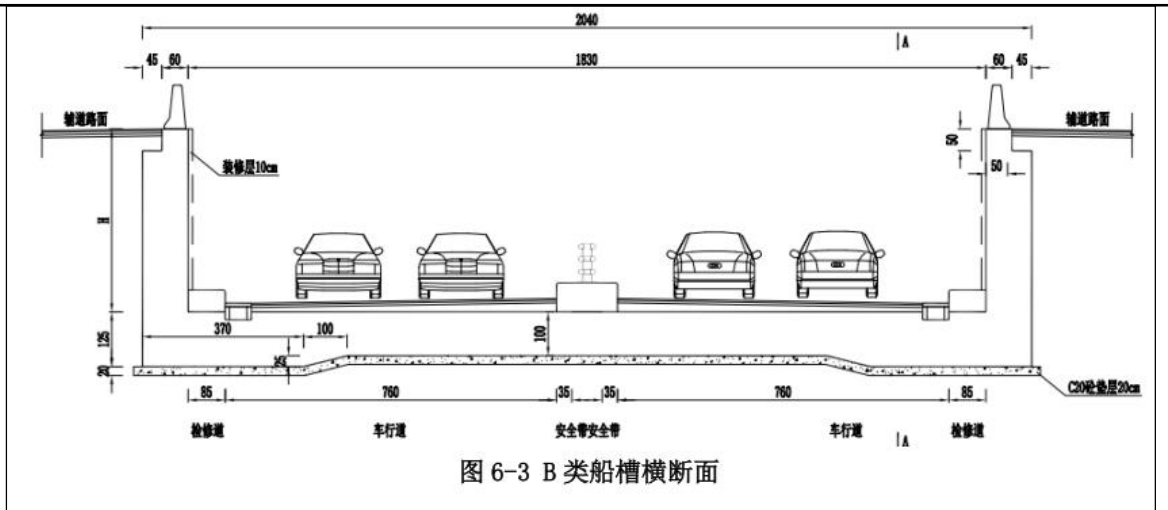 2040
A
45 60 1830 60 45
辅道路面 辅道路面
50
装修层10cm
50
H
370 100
125 100
25
20
C20砼垫层20cm
85 760 35 35 760 85
检修道 车行道 安全带安全带 车行道 检修道
A
图 6-3 B 类船槽横断面